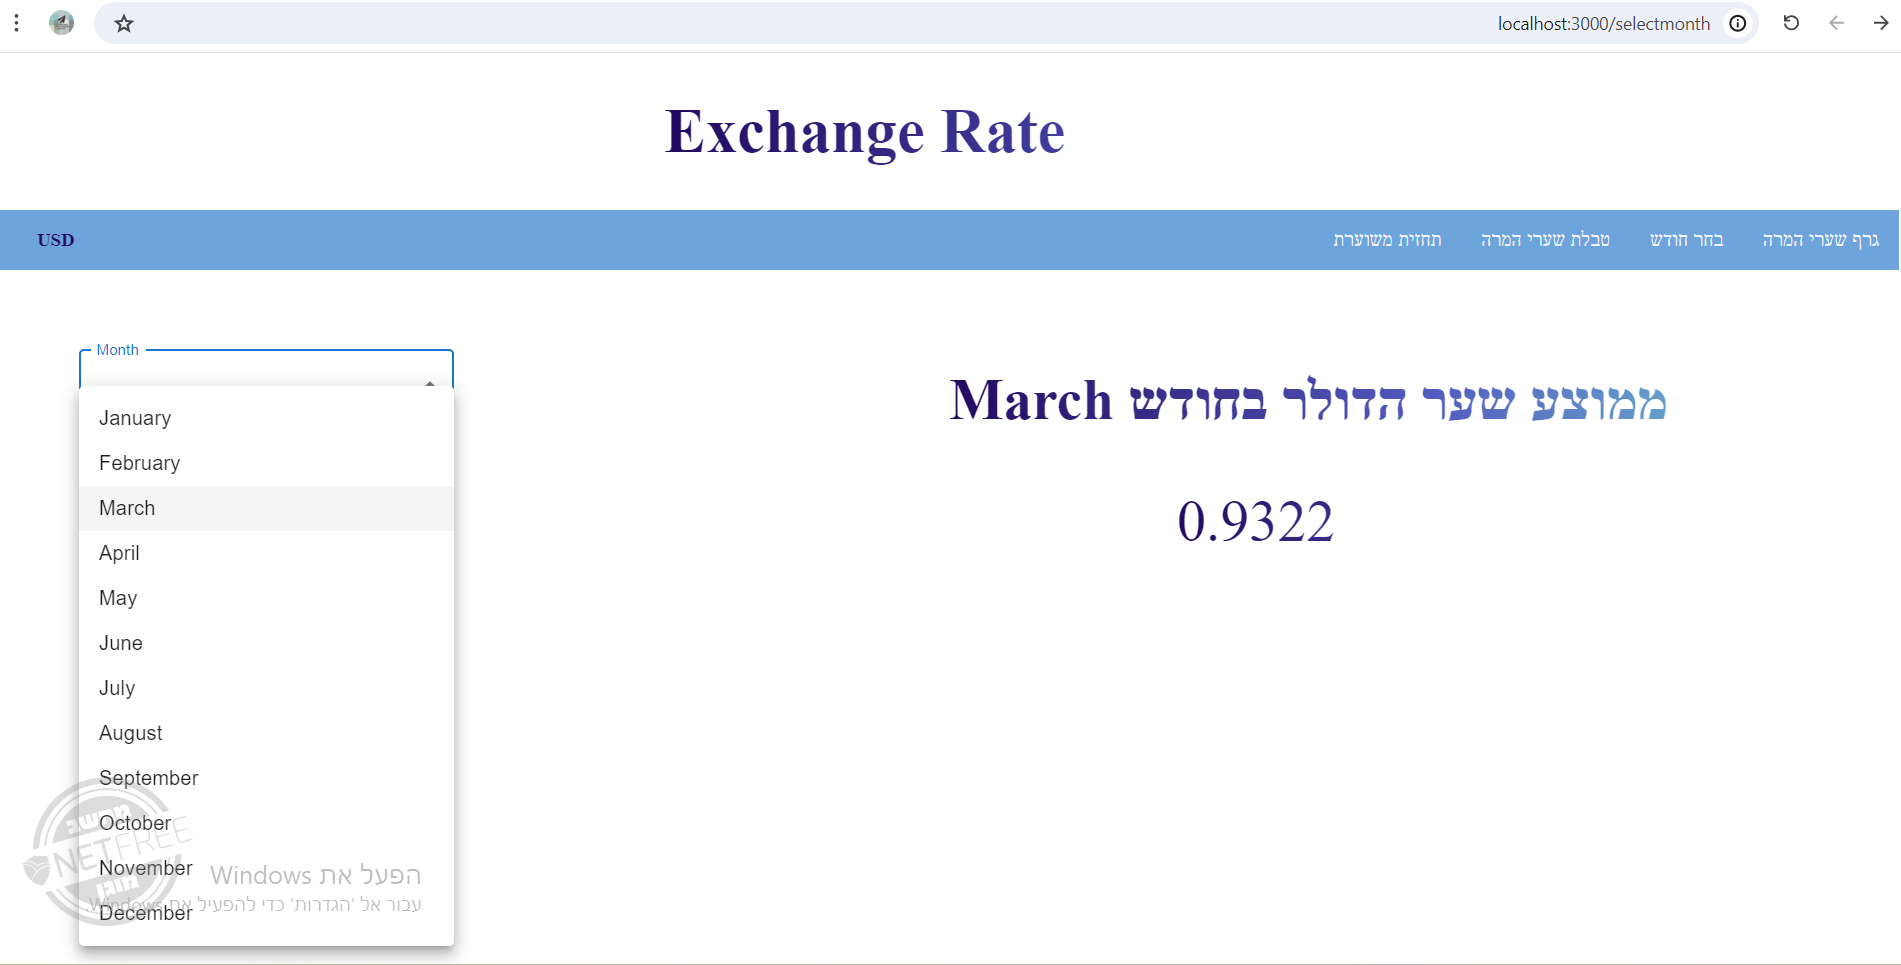 localhost:3000/selectmonth
Exchange Rate
גרף שערי המרה
בחר חודש
טבלת שערי המרה
תחזית משוערת
USD
Month
January
February
March
April
May
June
July
August
September
October
November
December
ממוצע שער הדולר בחודש March
0.9322
הפעל את Windows
עבור אל 'הגדרות' כדי להפעיל את Windows.
מחשב
NETFREE
מוגן